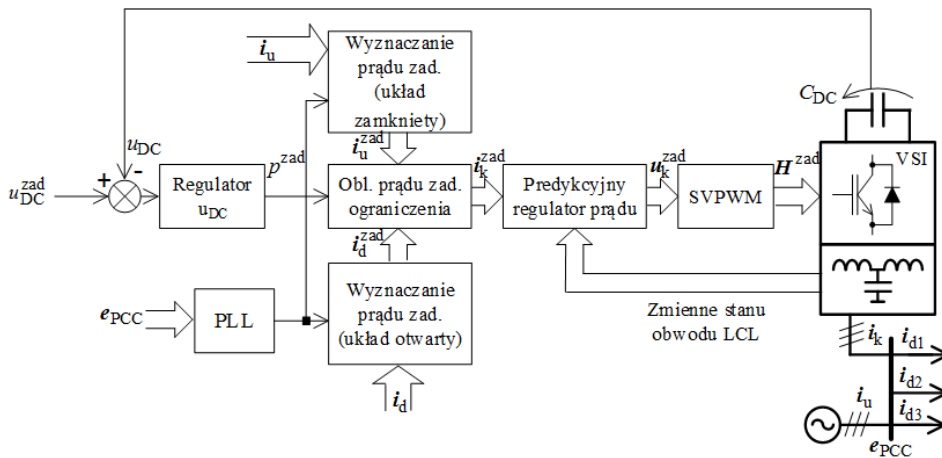 i_u
Wyznaczanie
prądu zad.
(układ
zamkniety)
C_DC
VSI
u_DC
p^zad
i_u^zad
u_DC^zad
+
-
Regulator
u_DC
Obl. prądu zad.
ograniczenia
i_k^zad
Predykcyjny
regulator prądu
u_k^zad
SVPWM
H^zad
i_d^zad
e_PCC
PLL
Wyznaczanie
prądu zad.
(układ otwarty)
Zmienne stanu
obwodu LCL
i_d
i_k
i_d1
i_d2
i_u
i_d3
e_PCC